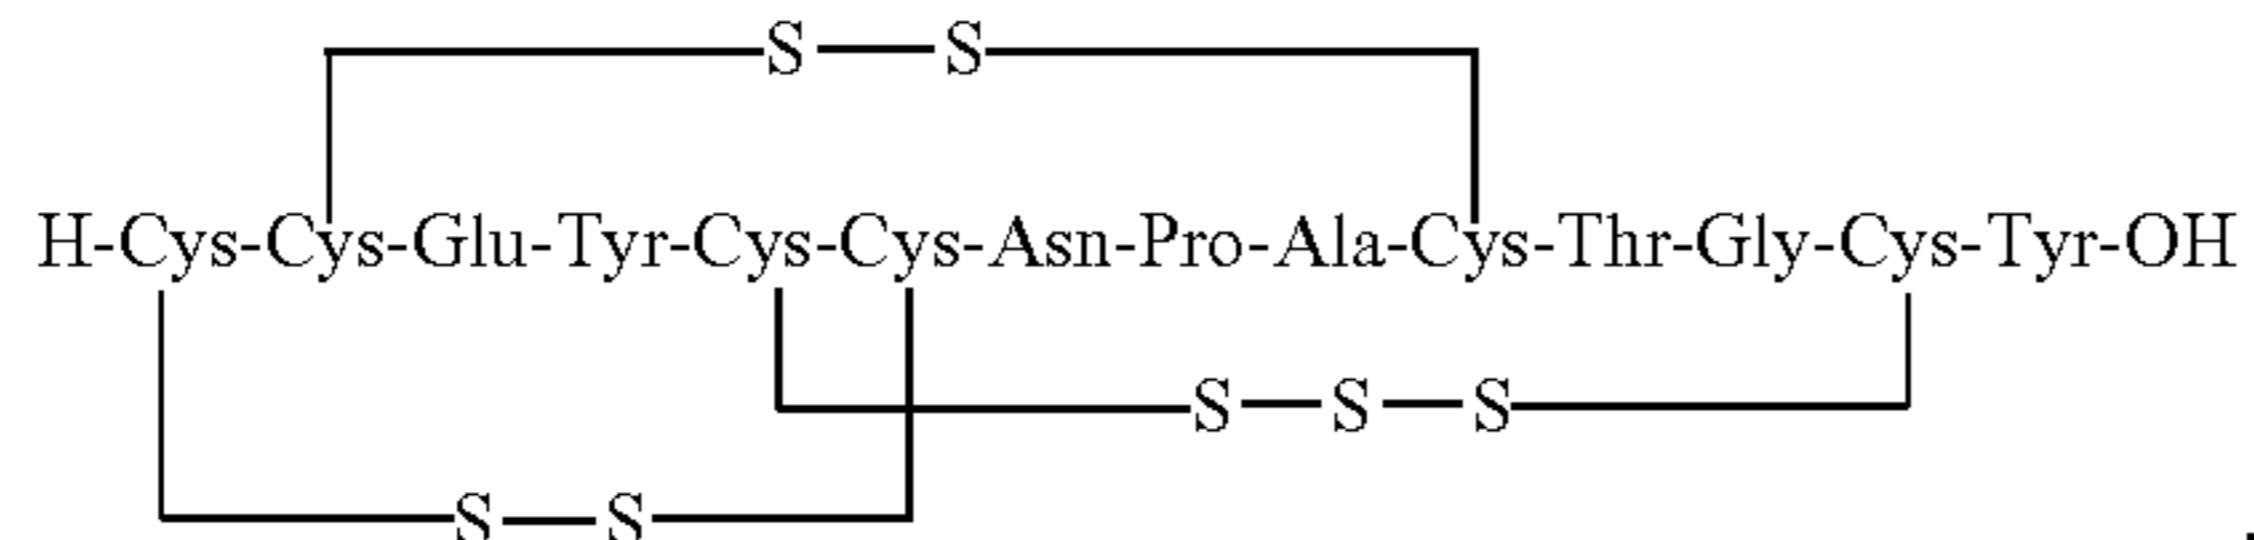 S — S
H-Cys-Cys-Glu-Tyr-Cys-Cys-Asn-Pro-Ala-Cys-Thr-Gly-Cys-Tyr-OH
S — S — S
S — S .